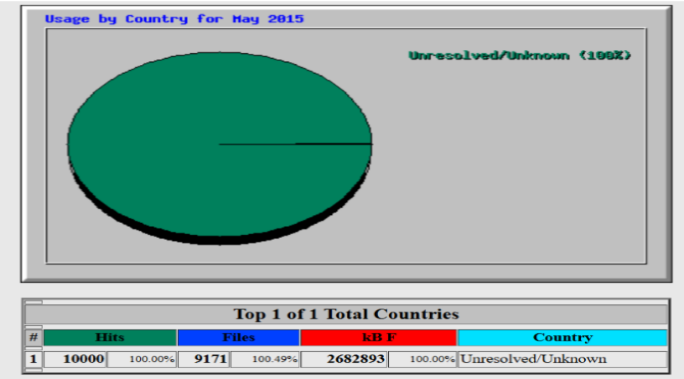 Usage by Country for May 2015
Unresolved/Unknown (100%)
Top 1 of 1 Total Countries
# Hits Files kB F Country
1 10000 100.00% 9171 100.49% 2682893 100.00% Unresolved/Unknown